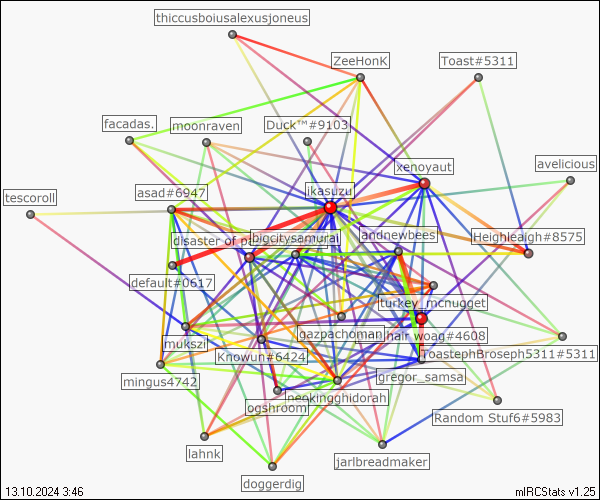 thiccusboiusalexusjoneus
ZeeHonK
Toast#5311
facadas.
moonraven
Duck™#9103
xenoyaut
avelicious
tescoroll
asad#6947
jkasuzu
andnewbees
Heighleaigh#8575
disaster of
bigcitysamurai
default#0617
turkey_mcnugget
gazpachoman
hair woag#4608
mukszi
Knowun#6424
ToastephBroseph5311#5311
mingus4742
gregor_samsa
neokingghidorah
ogshroom
Random Stuf6#5983
lahnk
jarlbreadmaker
doggerdig
13.10.2024 3:46
mIRCStats v1.25